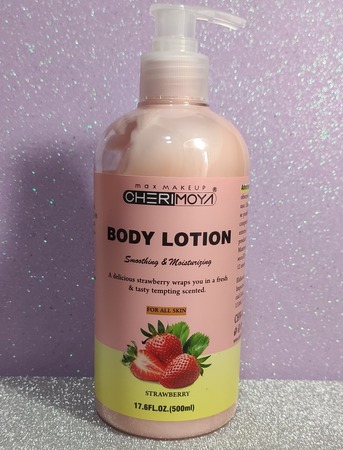 max MAKEUP
CHERIMOYA®
BODY LOTION
Smoothing & Moisturizing
A delicious strawberry wraps you in a fresh
& tasty tempting scented.
FOR ALL SKIN
STRAWBERRY
17.6FL.OZ.(500ml)